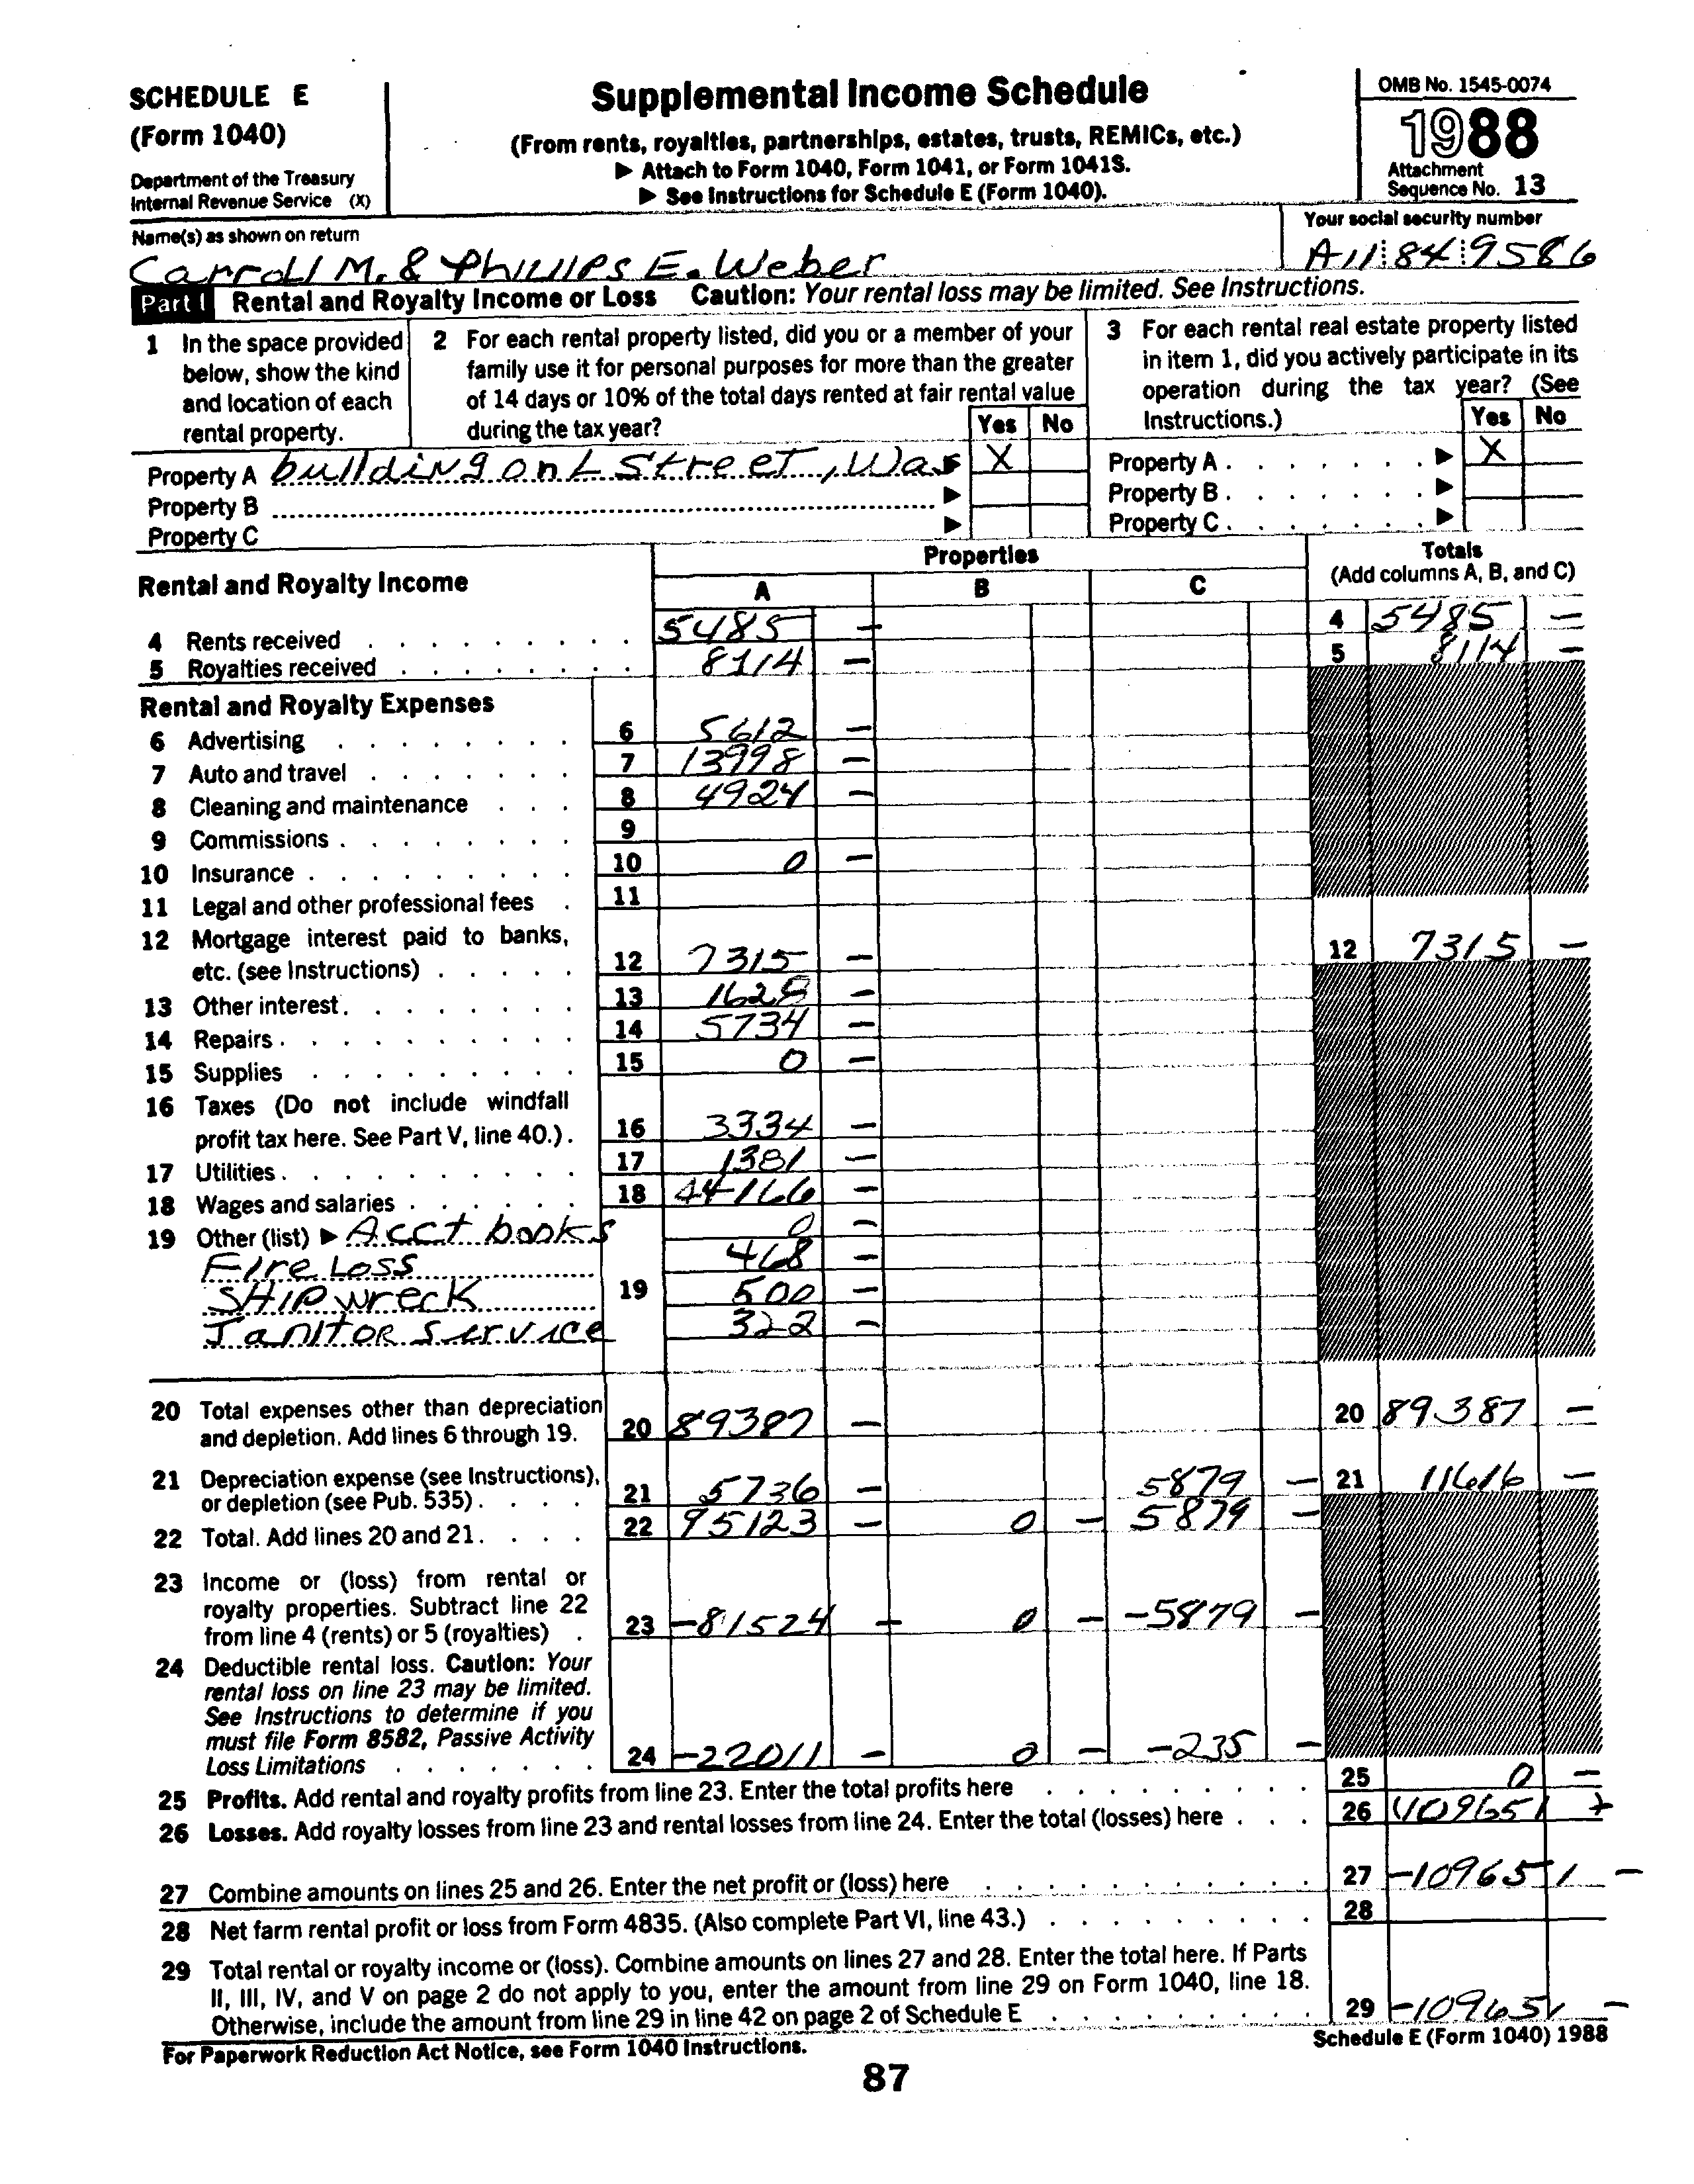 SCHEDULE E
(Form 1040)
Department of the Treasury
Internal Revenue Service (X)
Supplemental Income Schedule
(From rents, royalties, partnerships, estates, trusts, REMICs, etc.)
▶ Attach to Form 1040, Form 1041, or Form 1041S.
▶ See Instructions for Schedule E (Form 1040).
OMB No. 1545-0074
1988
Attachment
Sequence No. 13
Name(s) as shown on return
Carroll M. & Phillips E. Weber
Your social security number
A11 84 9586
Part I Rental and Royalty Income or Loss Caution: Your rental loss may be limited. See Instructions.
1 In the space provided
below, show the kind
and location of each
rental property.
2 For each rental property listed, did you or a member of your
family use it for personal purposes for more than the greater
of 14 days or 10% of the total days rented at fair rental value
during the tax year?
Yes No
3 For each rental real estate property listed
in item 1, did you actively participate in its
operation during the tax year? (See
Instructions.)
Yes No
Property A building on L Street, Was X
Property A . . . . . . . ▶ X
Property B ▶
Property B . . . . . . . ▶
Property C ▶
Property C . . . . . . . ▶
Rental and Royalty Income
Properties
A B C
Totals
(Add columns A, B, and C)
4 Rents received 5485 – 4 5485 –
5 Royalties received 8114 – 5 8114 –
Rental and Royalty Expenses
6 Advertising 6 5612 –
7 Auto and travel 7 13998 –
8 Cleaning and maintenance 8 4924 –
9 Commissions 9
10 Insurance 10 0 –
11 Legal and other professional fees 11
12 Mortgage interest paid to banks,
etc. (see Instructions) 12 7315 – 12 7315 –
13 Other interest 13 1628 –
14 Repairs 14 5734 –
15 Supplies 15 0 –
16 Taxes (Do not include windfall
profit tax here. See Part V, line 40.) 16 3334 –
17 Utilities 17 1381 –
18 Wages and salaries 18 44166 –
19 Other (list) ▶ Acct books 0 –
Fire Loss 468 –
SHIP wreck 19 500 –
JanITOR Service 322 –
20 Total expenses other than depreciation
and depletion. Add lines 6 through 19. 20 89387 – 20 89387 –
21 Depreciation expense (see Instructions),
or depletion (see Pub. 535) 21 5736 – 5879 – 21 11616 –
22 Total. Add lines 20 and 21 22 95123 – 0 – 5879 –
23 Income or (loss) from rental or
royalty properties. Subtract line 22
from line 4 (rents) or 5 (royalties) 23 -81524 – 0 – -5879 –
24 Deductible rental loss. Caution: Your
rental loss on line 23 may be limited.
See Instructions to determine if you
must file Form 8582, Passive Activity
Loss Limitations 24 -22011 – 0 – -235 –
25 Profits. Add rental and royalty profits from line 23. Enter the total profits here 25 0 –
26 Losses. Add royalty losses from line 23 and rental losses from line 24. Enter the total (losses) here 26 (109651 )
27 Combine amounts on lines 25 and 26. Enter the net profit or (loss) here 27 -109651 –
28 Net farm rental profit or loss from Form 4835. (Also complete Part VI, line 43.) 28
29 Total rental or royalty income or (loss). Combine amounts on lines 27 and 28. Enter the total here. If Parts
II, III, IV, and V on page 2 do not apply to you, enter the amount from line 29 on Form 1040, line 18.
Otherwise, include the amount from line 29 in line 42 on page 2 of Schedule E 29 -109651 –
For Paperwork Reduction Act Notice, see Form 1040 Instructions.
Schedule E (Form 1040) 1988
87